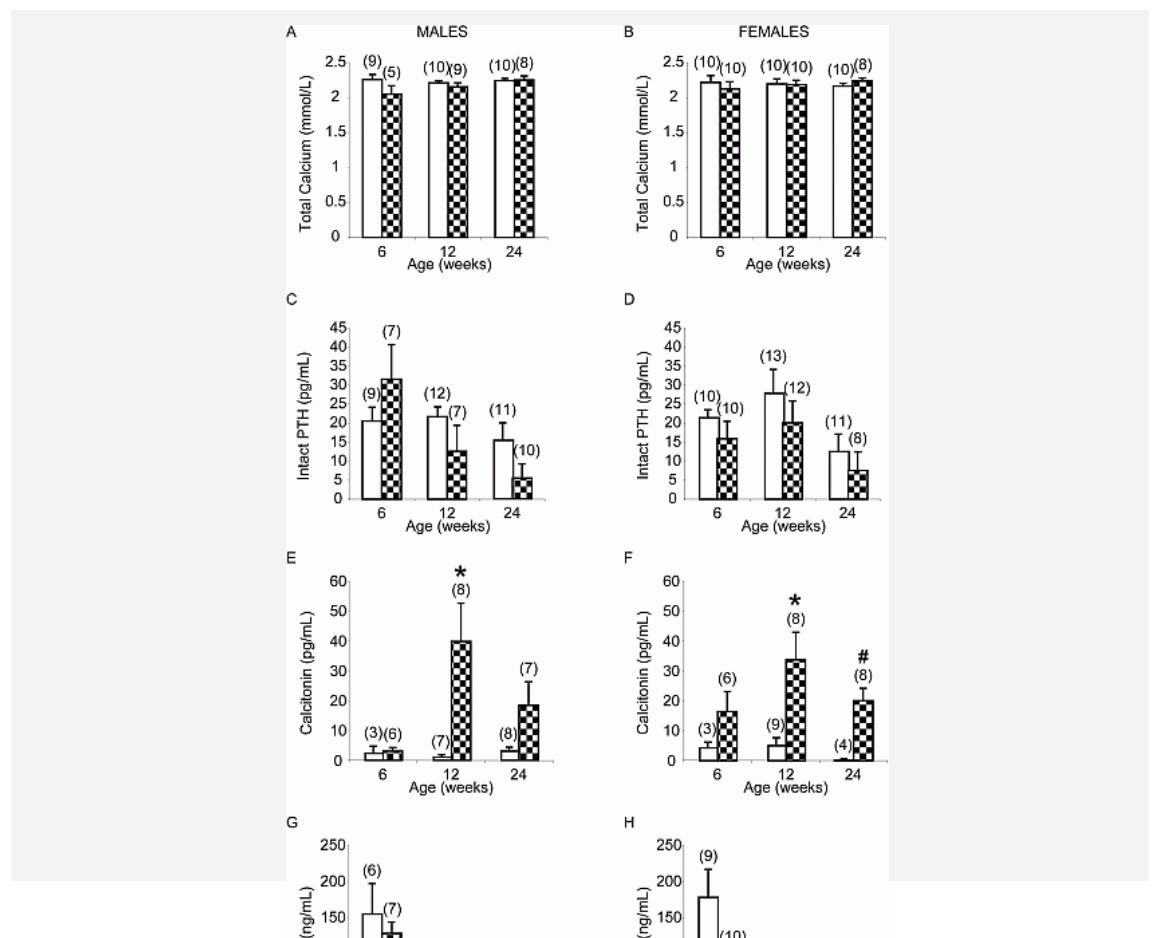 A MALES
(9) (5) (10) (9) (10) (8)
Total Calcium (mmol/L)
2.5
2
1.5
1
0.5
0
6 12 24
Age (weeks)
B FEMALES
(10) (10) (10) (10) (10) (8)
Total Calcium (mmol/L)
2.5
2
1.5
1
0.5
0
6 12 24
Age (weeks)
C
(9) (7) (12) (7) (11) (10)
Intact PTH (pg/mL)
45
40
35
30
25
20
15
10
5
0
6 12 24
Age (weeks)
D
(10) (10) (13) (12) (11) (8)
Intact PTH (pg/mL)
45
40
35
30
25
20
15
10
5
0
6 12 24
Age (weeks)
E
*
(3) (6) (7) (8) (8) (7)
Calcitonin (pg/mL)
60
50
40
30
20
10
0
6 12 24
Age (weeks)
F
* #
(3) (6) (9) (8) (4) (8)
Calcitonin (pg/mL)
60
50
40
30
20
10
0
6 12 24
Age (weeks)
G
(6) (7)
(ng/mL)
250
200
150
H
(9) (10)
(ng/mL)
250
200
150